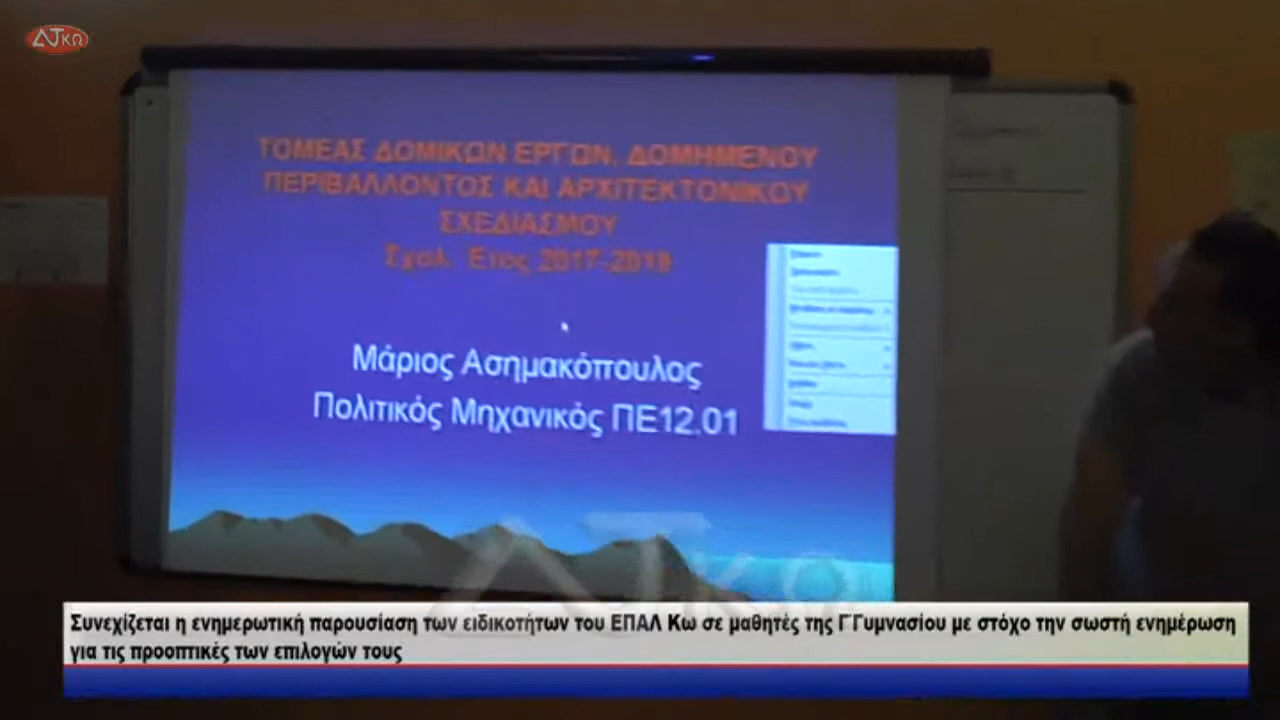 ΔΤΚΩ
ΤΟΜΕΑΣ ΔΟΜΙΚΩΝ ΕΡΓΩΝ, ΔΟΜΗΜΕΝΟΥ
ΠΕΡΙΒΑΛΛΟΝΤΟΣ ΚΑΙ ΑΡΧΙΤΕΚΤΟΝΙΚΟΥ
ΣΧΕΔΙΑΣΜΟΥ
Σχολ. Ετος 2017-2018
Μάριος Ασημακόπουλος
Πολιτικός Μηχανικός ΠΕ12.01
Συνεχίζεται η ενημερωτική παρουσίαση των ειδικοτήτων του ΕΠΑΛ Κω σε μαθητές της Γ'Γυμνασίου με στόχο την σωστή ενημέρωση
για τις προοπτικές των επιλογών τους